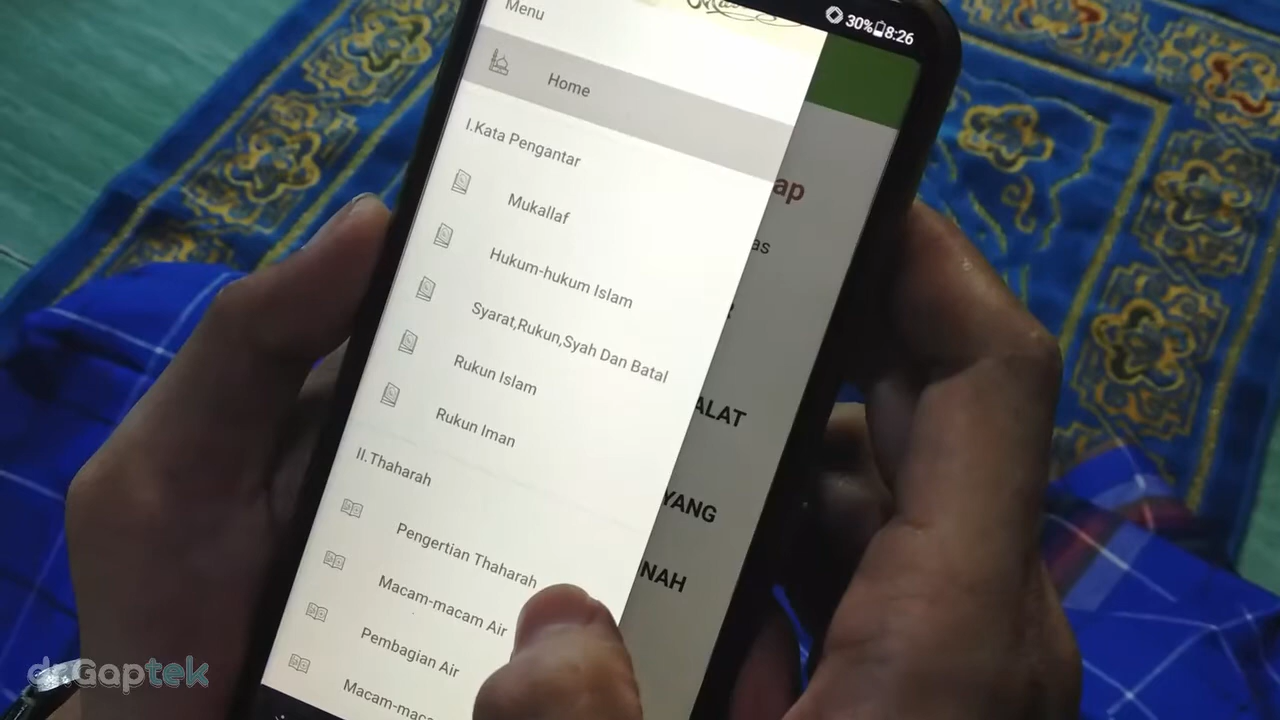 30% 8:26
Menu
Home
I.Kata Pengantar
Mukallaf
Hukum-hukum Islam
Syarat,Rukun,Syah Dan Batal
Rukun Islam
Rukun Iman
II.Thaharah
Pengertian Thaharah
Macam-macam Air
Pembagian Air
ap
as
ALAT
YANG
NAH
dr.Gaptek